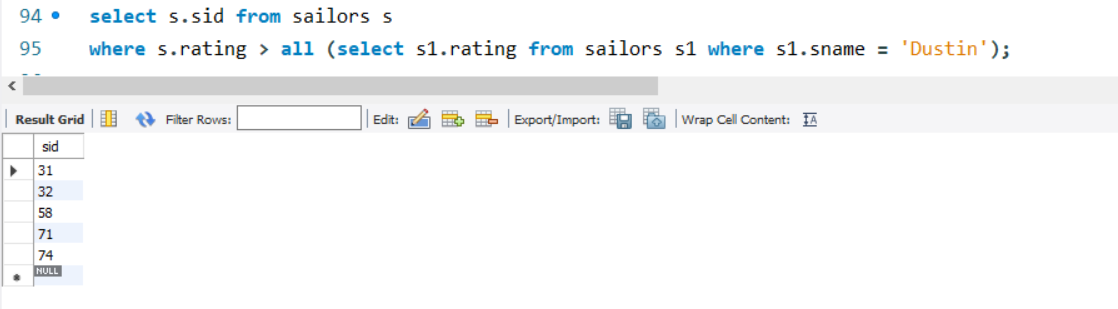 94 select s.sid from sailors s
95 where s.rating > all (select s1.rating from sailors s1 where s1.sname = 'Dustin');
Result Grid Filter Rows: Edit: Export/Import: Wrap Cell Content: IA
sid
31
32
58
71
74
NULL